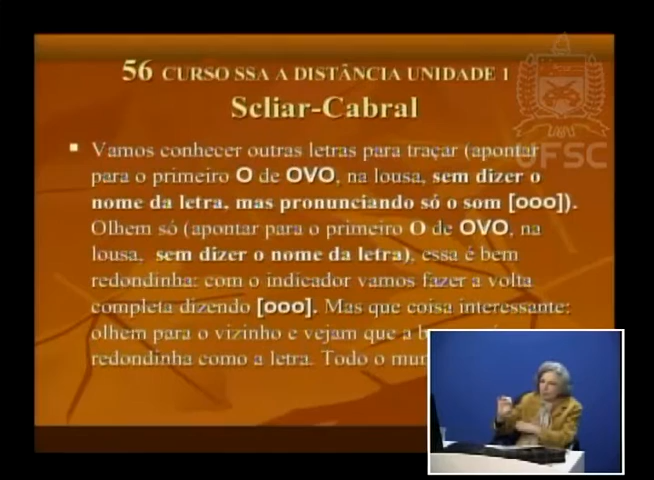 56 CURSO SSA A DISTÂNCIA UNIDADE 1
Scliar-Cabral
UFSC
Vamos conhecer outras letras para traçar (apontar
para o primeiro O de OVO, na lousa, sem dizer o
nome da letra, mas pronunciando só o som [ooo]).
Olhem só (apontar para o primeiro O de OVO, na
lousa, sem dizer o nome da letra), essa é bem
redondinha: com o indicador vamos fazer a volta
completa dizendo [ooo]. Mas que coisa interessante:
olhem para o vizinho e vejam que a
redondinha como a letra. Todo o